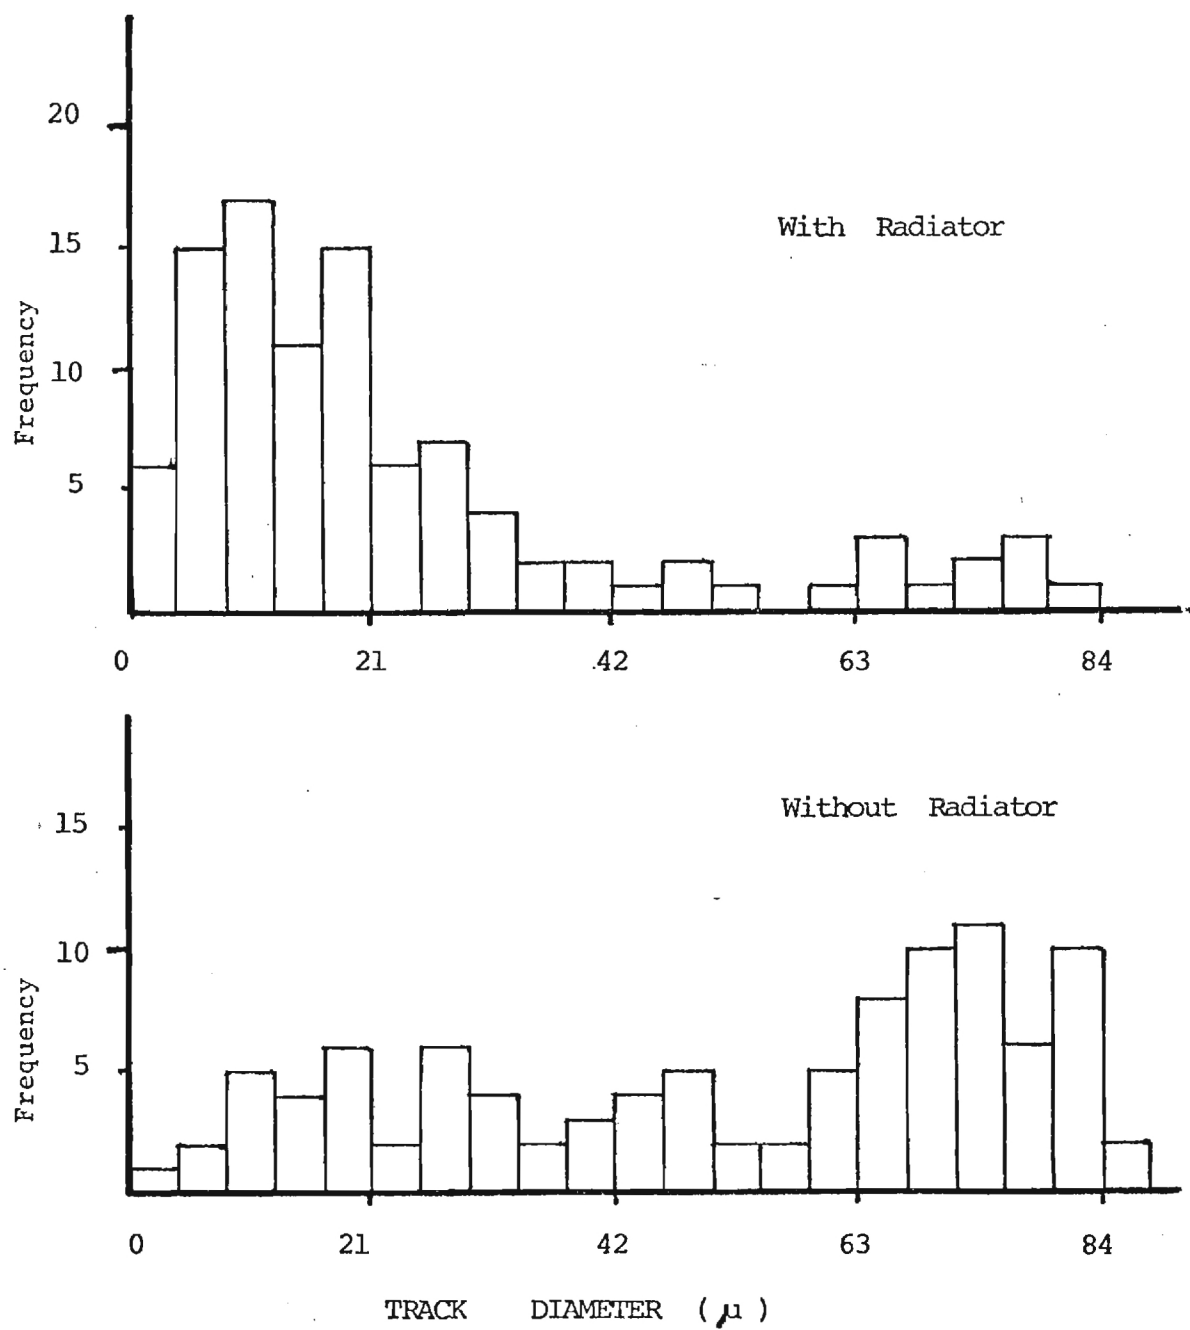 20
With Radiator
15
Frequency
10
5
0 21 42 63 84
Without Radiator
15
10
Frequency
5
0 21 42 63 84
TRACK DIAMETER ( μ )